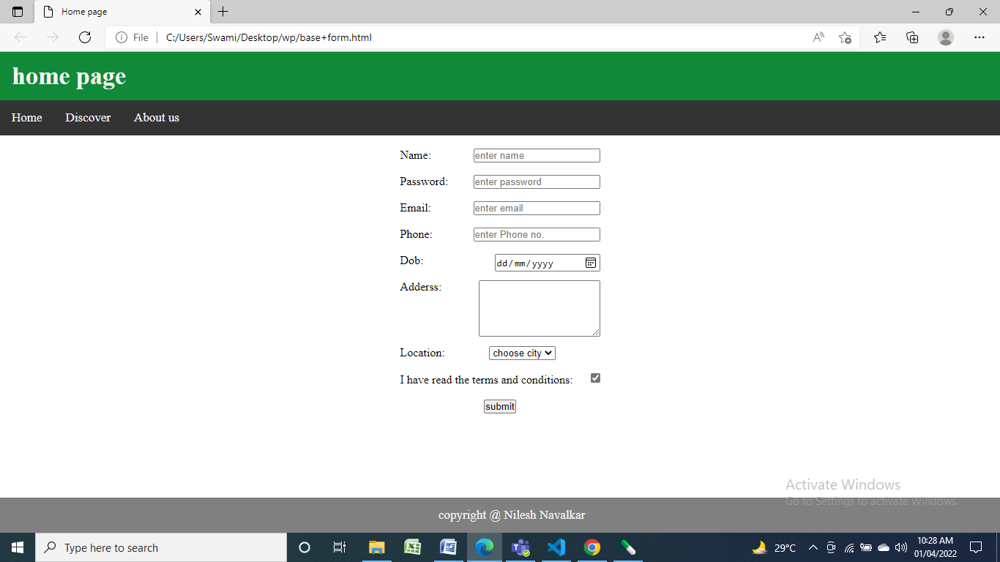 Home page
File C:/Users/Swami/Desktop/wp/base+form.html
home page
Home Discover About us
Name: enter name
Password: enter password
Email: enter email
Phone: enter Phone no.
Dob: dd/mm/yyyy
Adderss:
Location: choose city
I have read the terms and conditions:
submit
Activate Windows
Go to Settings to activate Windows.
copyright @ Nilesh Navalkar
Type here to search
29°C
10:28 AM
01/04/2022